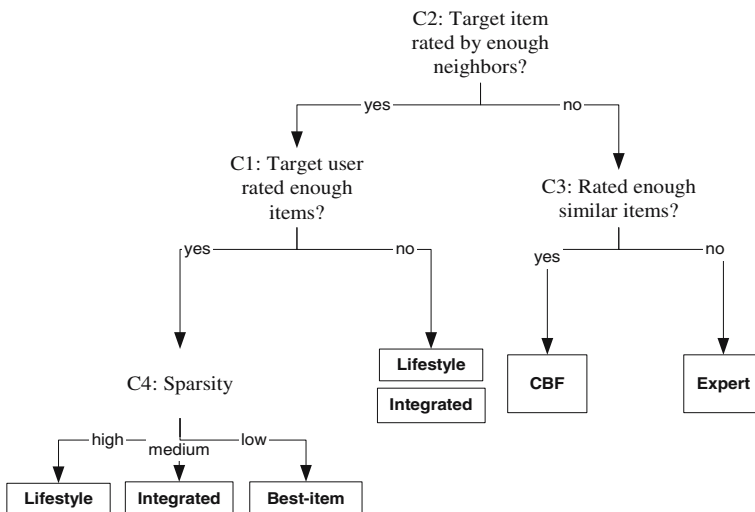 C2: Target item
rated by enough
neighbors?
yes
no
C1: Target user
rated enough
items?
C3: Rated enough
similar items?
yes
no
yes
no
Lifestyle
Integrated
CBF
Expert
C4: Sparsity
high
medium
low
Lifestyle
Integrated
Best-item